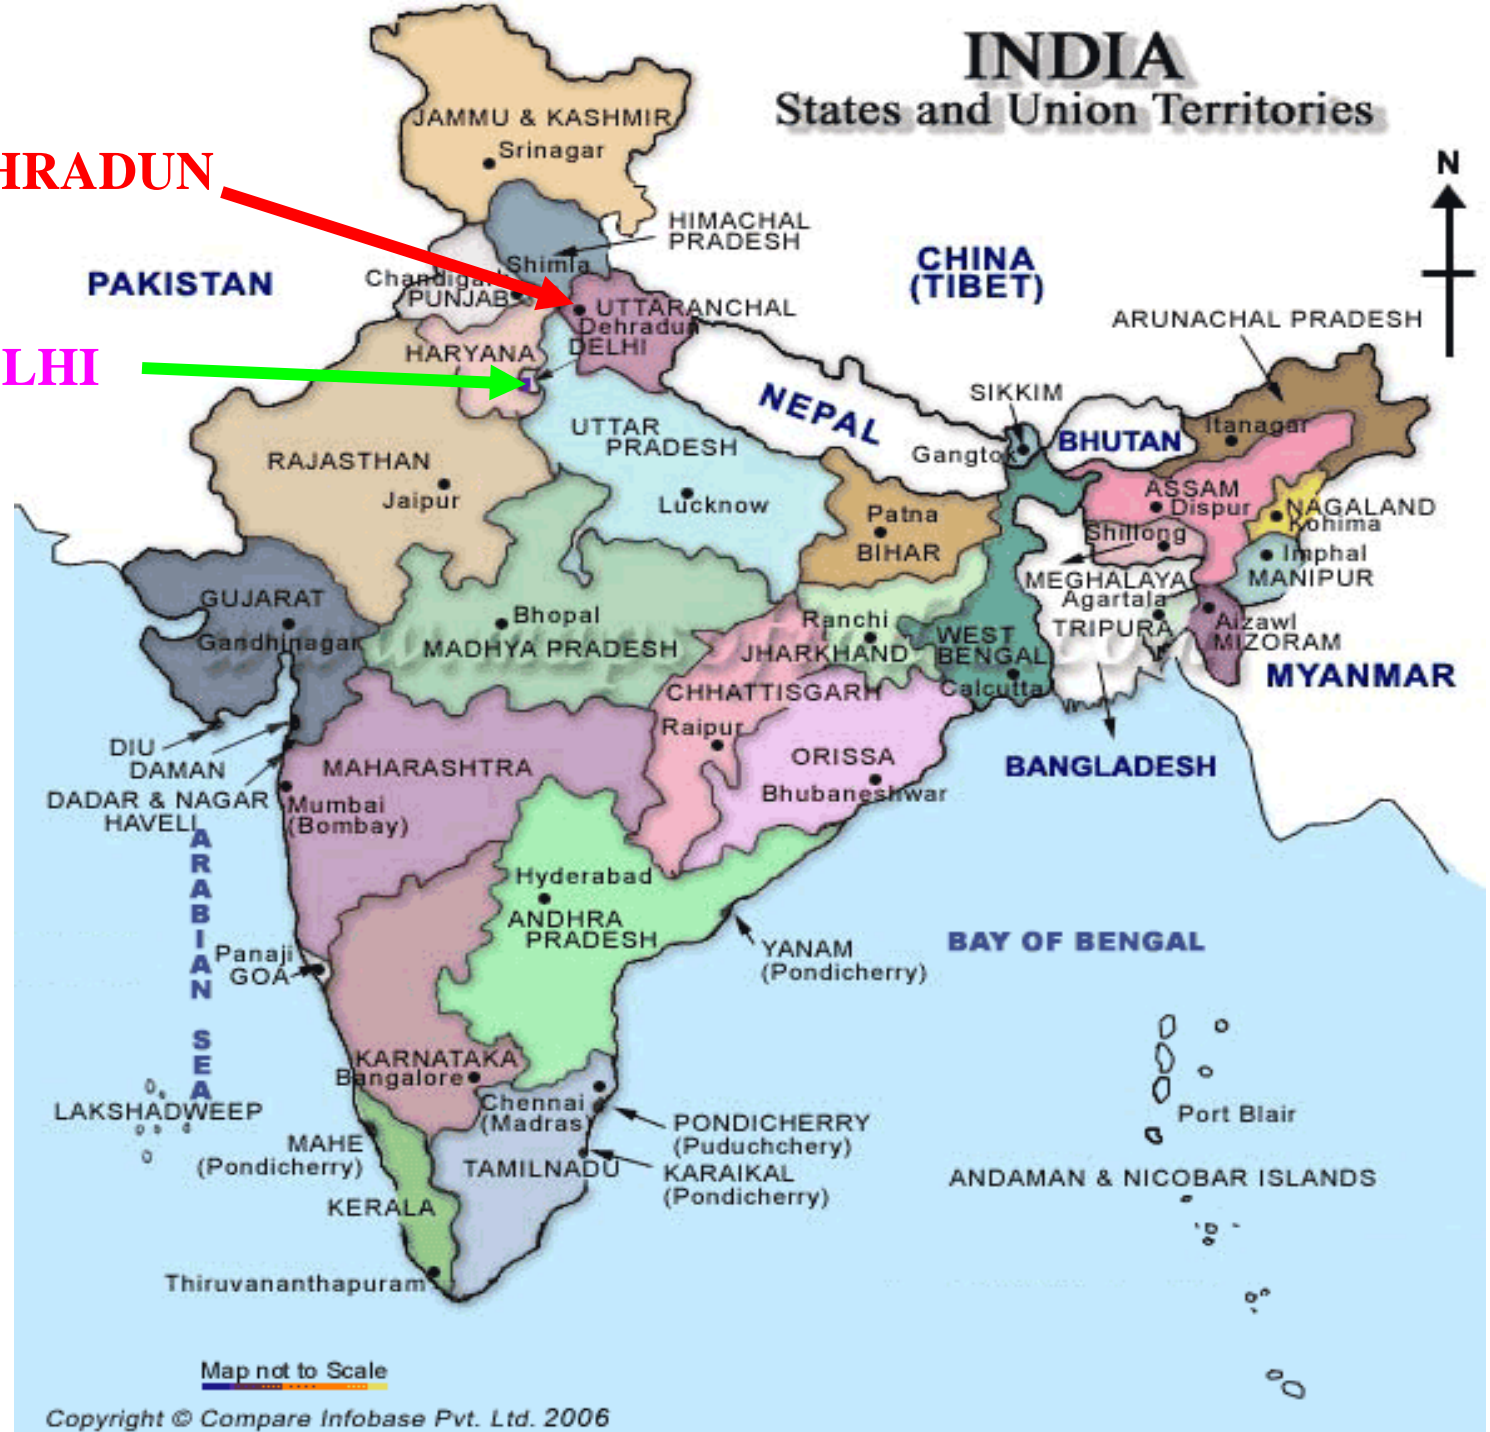 INDIA
States and Union Territories
JAMMU & KASHMIR
Srinagar
HRADUN
N
HIMACHAL
PRADESH
Shimla
PAKISTAN
CHINA
(TIBET)
Chandigarh
PUNJAB
UTTARANCHAL
Dehradun
ARUNACHAL PRADESH
HARYANA
DELHI
LHI
SIKKIM
NEPAL
UTTAR
PRADESH
Itanagar
BHUTAN
Gangtok
RAJASTHAN
Jaipur
Lucknow
ASSAM
Dispur
NAGALAND
Kohima
Patna
BIHAR
Shillong
Imphal
MANIPUR
MEGHALAYA
Agartala
TRIPURA
Aizawl
MIZORAM
GUJARAT
Gandhinagar
Bhopal
MADHYA PRADESH
Ranchi
JHARKHAND
WEST
BENGAL
Calcutta
MYANMAR
CHHATTISGARH
Raipur
DIU
DAMAN
DADAR & NAGAR
HAVELI
MAHARASHTRA
Mumbai
(Bombay)
ORISSA
Bhubaneshwar
BANGLADESH
ARABIAN SEA
Hyderabad
ANDHRA
PRADESH
Panaji
GOA
YANAM
(Pondicherry)
BAY OF BENGAL
KARNATAKA
Bangalore
LAKSHADWEEP
Chennai
(Madras)
PONDICHERRY
(Puduchchery)
Port Blair
MAHE
(Pondicherry)
TAMILNADU
KARAIKAL
(Pondicherry)
ANDAMAN & NICOBAR ISLANDS
KERALA
Thiruvananthapuram
Map not to Scale
Copyright © Compare Infobase Pvt. Ltd. 2006